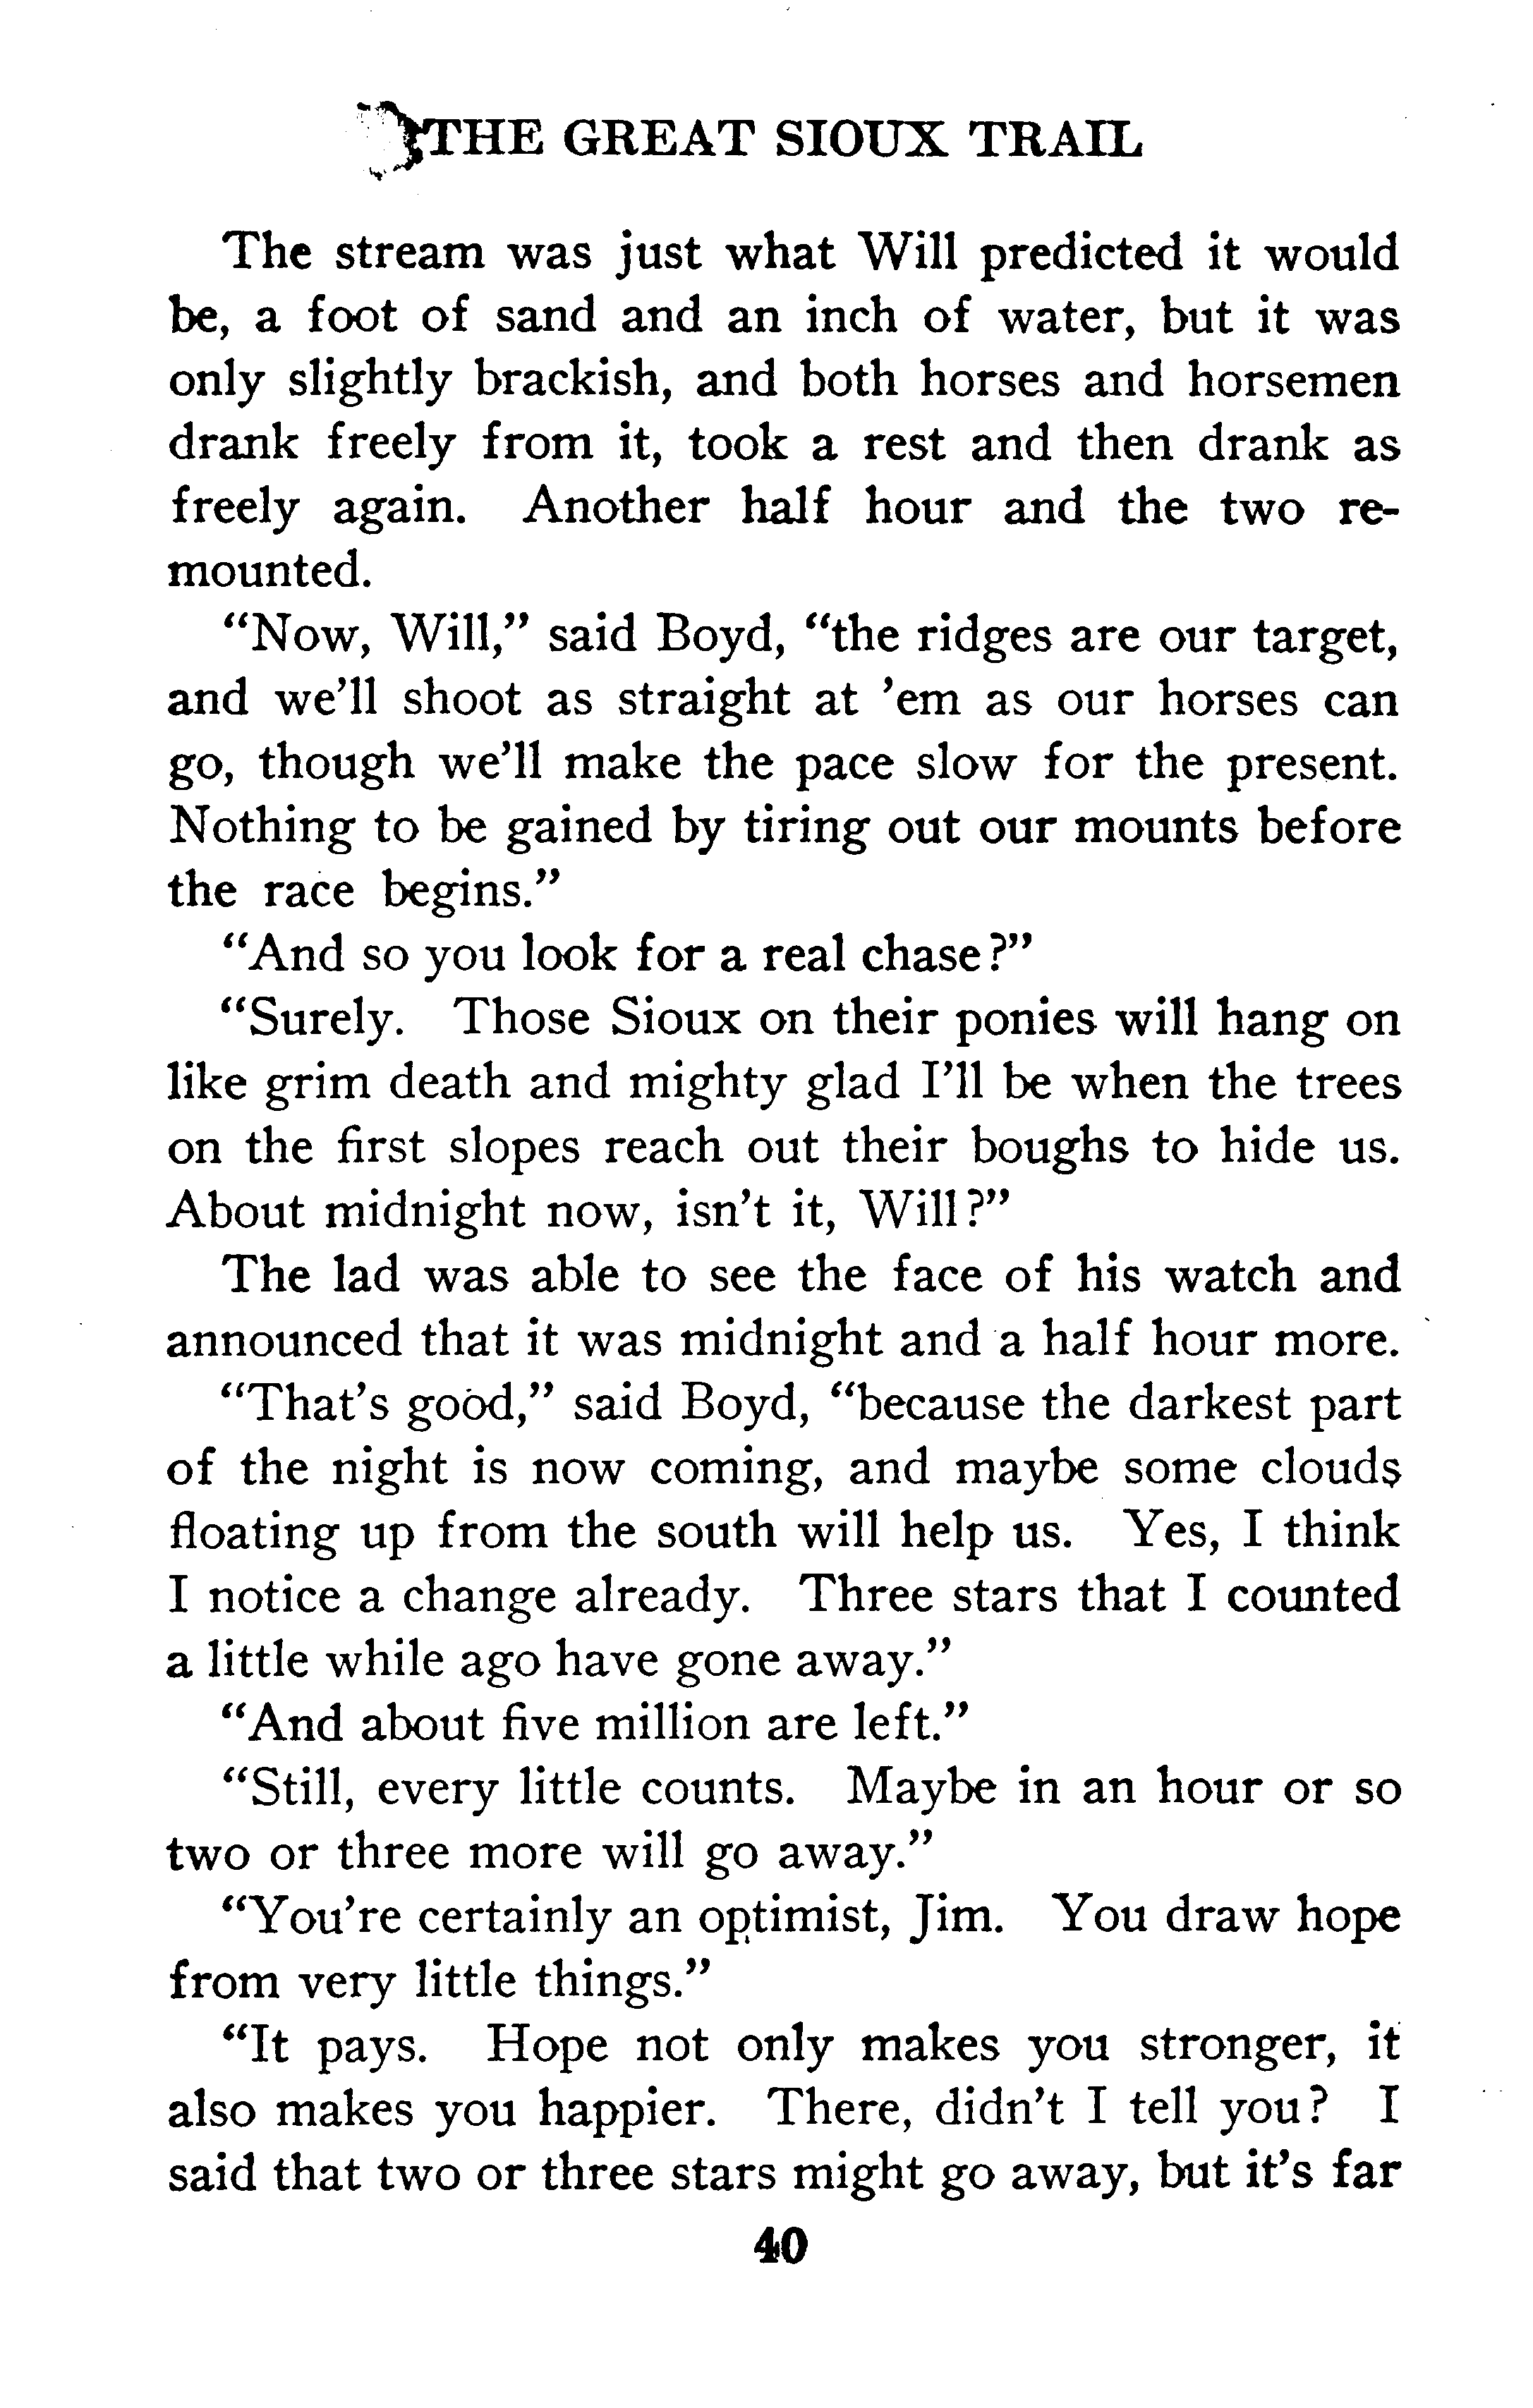 THE GREAT SIOUX TRAIL
The stream was just what Will predicted it would
be, a foot of sand and an inch of water, but it was
only slightly brackish, and both horses and horsemen
drank freely from it, took a rest and then drank as
freely again. Another half hour and the two re-
mounted.
“Now, Will,” said Boyd, “the ridges are our target,
and we’ll shoot as straight at ’em as our horses can
go, though we’ll make the pace slow for the present.
Nothing to be gained by tiring out our mounts before
the race begins.”
“And so you look for a real chase?”
“Surely. Those Sioux on their ponies will hang on
like grim death and mighty glad I’ll be when the trees
on the first slopes reach out their boughs to hide us.
About midnight now, isn’t it, Will?”
The lad was able to see the face of his watch and
announced that it was midnight and a half hour more.
“That’s good,” said Boyd, “because the darkest part
of the night is now coming, and maybe some clouds
floating up from the south will help us. Yes, I think
I notice a change already. Three stars that I counted
a little while ago have gone away.”
“And about five million are left.”
“Still, every little counts. Maybe in an hour or so
two or three more will go away.”
“You’re certainly an optimist, Jim. You draw hope
from very little things.”
“It pays. Hope not only makes you stronger, it
also makes you happier. There, didn’t I tell you? I
said that two or three stars might go away, but it’s far
40